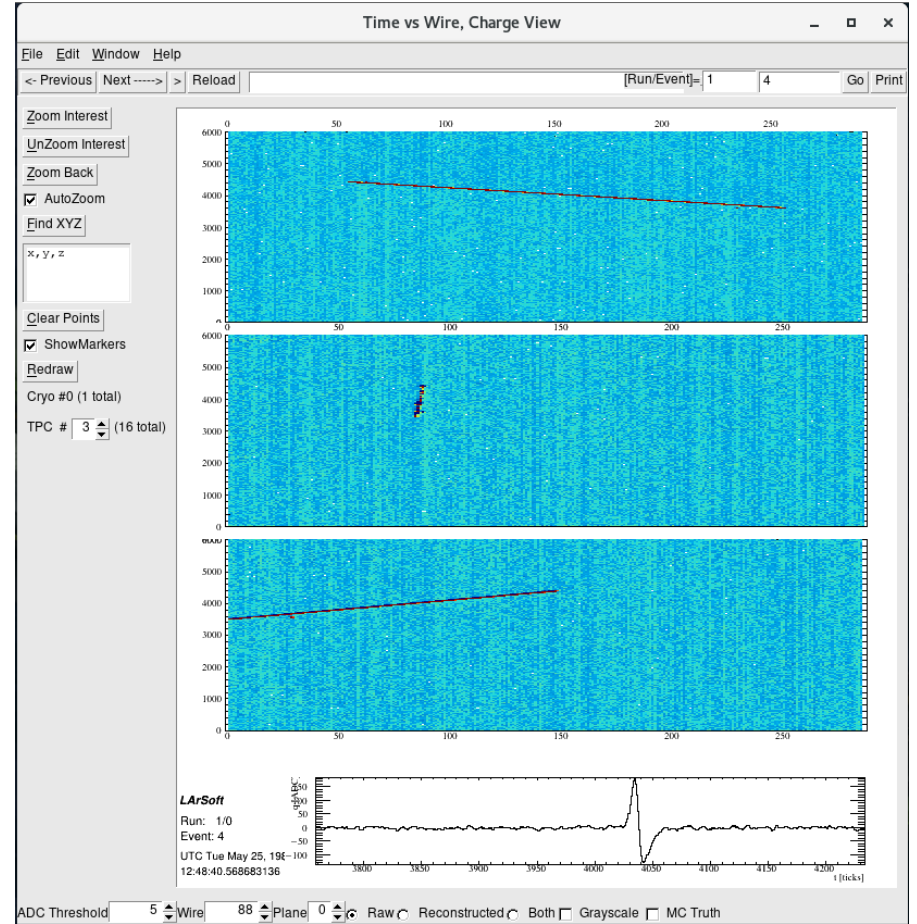 Time vs Wire, Charge View
File Edit Window Help
<- Previous Next -----> > Reload [Run/Event]= 1 4 Go Print
Zoom Interest
UnZoom Interest
Zoom Back
AutoZoom
Find XYZ
x,y,z
Clear Points
ShowMarkers
Redraw
Cryo #0 (1 total)
TPC # 3 (16 total)
0 50 100 150 200 250
6000
5000
4000
3000
2000
1000
0
0 50 100 150 200 250
6000
5000
4000
3000
2000
1000
0
6000
5000
4000
3000
2000
1000
0
0 50 100 150 200 250
LArSoft
Run: 1/0
Event: 4
UTC Tue May 25, 198
12:48:40.568683136
50
50
0
−50
−100
3800 3850 3900 3950 4000 4050 4100 4150 4200
t [ticks]
ADC Threshold 5 Wire 88 Plane 0 Raw Reconstructed Both Grayscale MC Truth